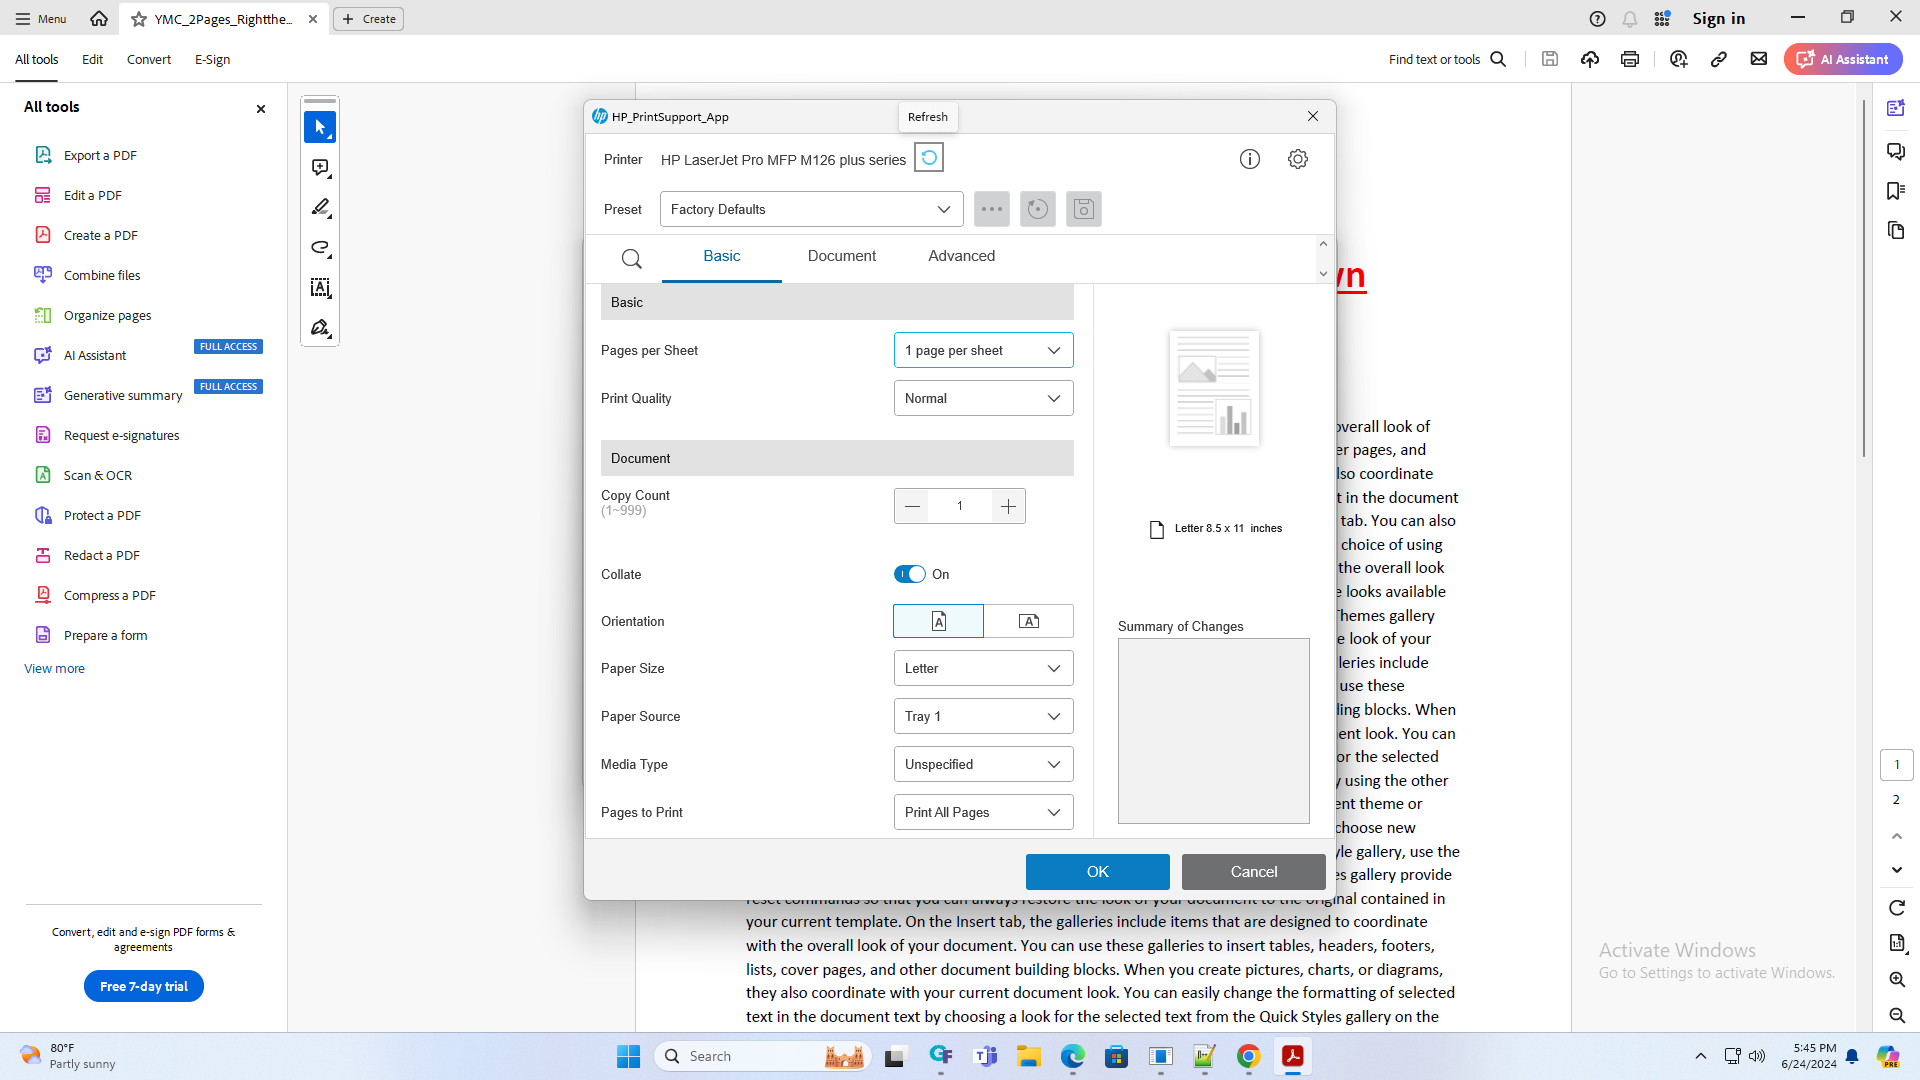 Menu
YMC_2Pages_Rightthe...
Create
Sign in
All tools
Edit
Convert
E-Sign
Find text or tools
AI Assistant
All tools
Export a PDF
Edit a PDF
Create a PDF
Combine files
Organize pages
AI Assistant
FULL ACCESS
Generative summary
FULL ACCESS
Request e-signatures
Scan & OCR
Protect a PDF
Redact a PDF
Compress a PDF
Prepare a form
View more
Convert, edit and e-sign PDF forms &
agreements
Free 7-day trial
HP_PrintSupport_App
Refresh
Printer
HP LaserJet Pro MFP M126 plus series
Preset
Factory Defaults
Basic
Document
Advanced
Basic
Pages per Sheet
1 page per sheet
Print Quality
Normal
Document
Copy Count
(1~999)
1
Collate
On
Orientation
Paper Size
Letter
Paper Source
Tray 1
Media Type
Unspecified
Pages to Print
Print All Pages
Letter 8.5 x 11 inches
Summary of Changes
OK
Cancel
overall look of
er pages, and
lso coordinate
t in the document
tab. You can also
choice of using
the overall look
e looks available
Themes gallery
e look of your
lleries include
use these
ling blocks. When
ent look. You can
or the selected
y using the other
ent theme or
choose new
yle gallery, use the
es gallery provide
reset commands so that you can always restore the look of your document to the original contained in
your current template. On the Insert tab, the galleries include items that are designed to coordinate
with the overall look of your document. You can use these galleries to insert tables, headers, footers,
lists, cover pages, and other document building blocks. When you create pictures, charts, or diagrams,
they also coordinate with your current document look. You can easily change the formatting of selected
text in the document text by choosing a look for the selected text from the Quick Styles gallery on the
1
2
Activate Windows
Go to Settings to activate Windows.
80°F
Partly sunny
Search
5:45 PM
6/24/2024